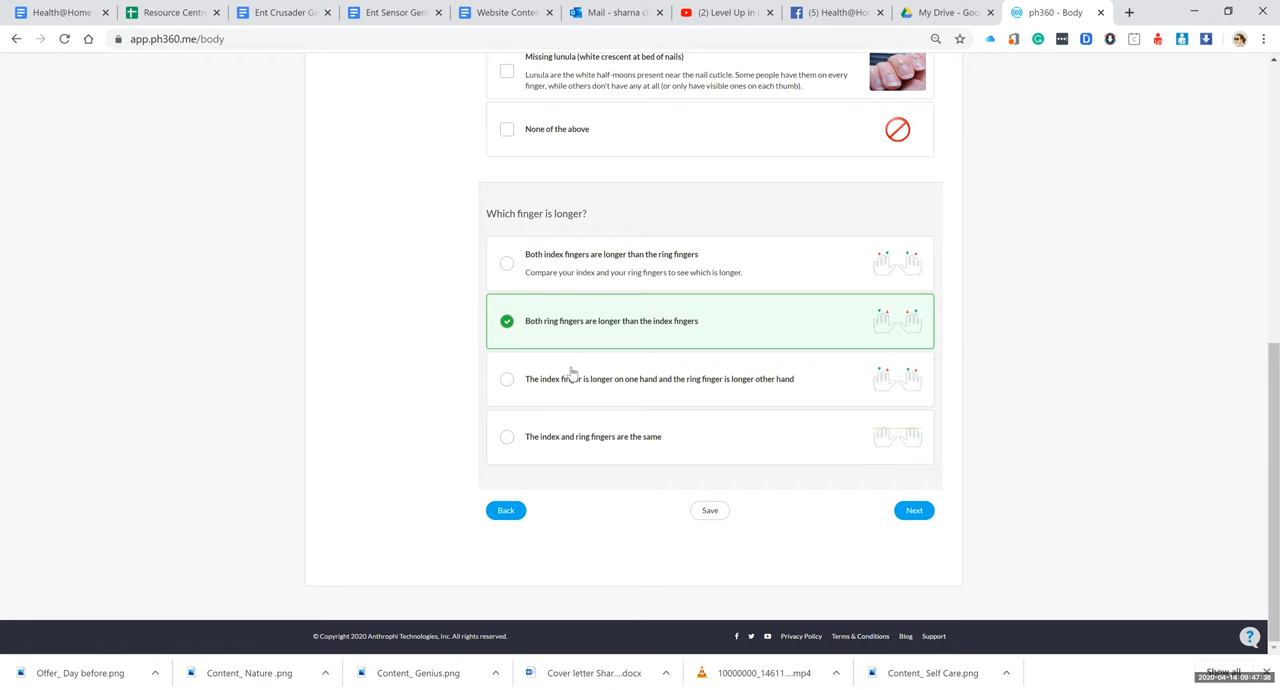 Health@Home
Resource Centr
Ent Crusader Ge
Ent Sensor Geni
Website Conten
Mail - sharna cl
(2) Level Up in
(5) Health@Ho
My Drive - Goo
ph360 - Body
app.ph360.me/body
Missing lunula (white crescent at bed of nails)
Lunula are the white half-moons present near the nail cuticle. Some people have them on every
finger, while others don't have any at all (or only have visible ones on each thumb).
None of the above
Which finger is longer?
Both index fingers are longer than the ring fingers
Compare your index and your ring fingers to see which is longer.
Both ring fingers are longer than the index fingers
The index finger is longer on one hand and the ring finger is longer other hand
The index and ring fingers are the same
Back
Save
Next
© Copyright 2020 Anthrophi Technologies, Inc. All rights reserved.
Privacy Policy
Terms & Conditions
Blog
Support
Offer_ Day before.png
Content_ Nature .png
Content_ Genius.png
Cover letter Shar....docx
10000000_14611....mp4
Content_ Self Care.png
Show all
2020-04-14 09:47:38